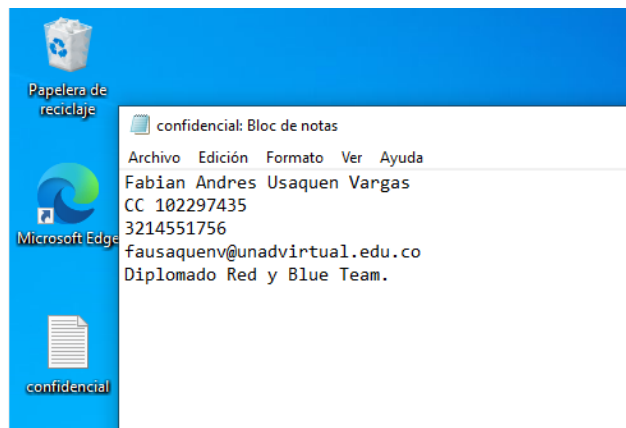 Papelera de
reciclaje
confidencial: Bloc de notas
Archivo Edición Formato Ver Ayuda
Fabian Andres Usaquen Vargas
CC 102297435
3214551756
fausaquenv@unadvirtual.edu.co
Diplomado Red y Blue Team.
Microsoft Edge
confidencial